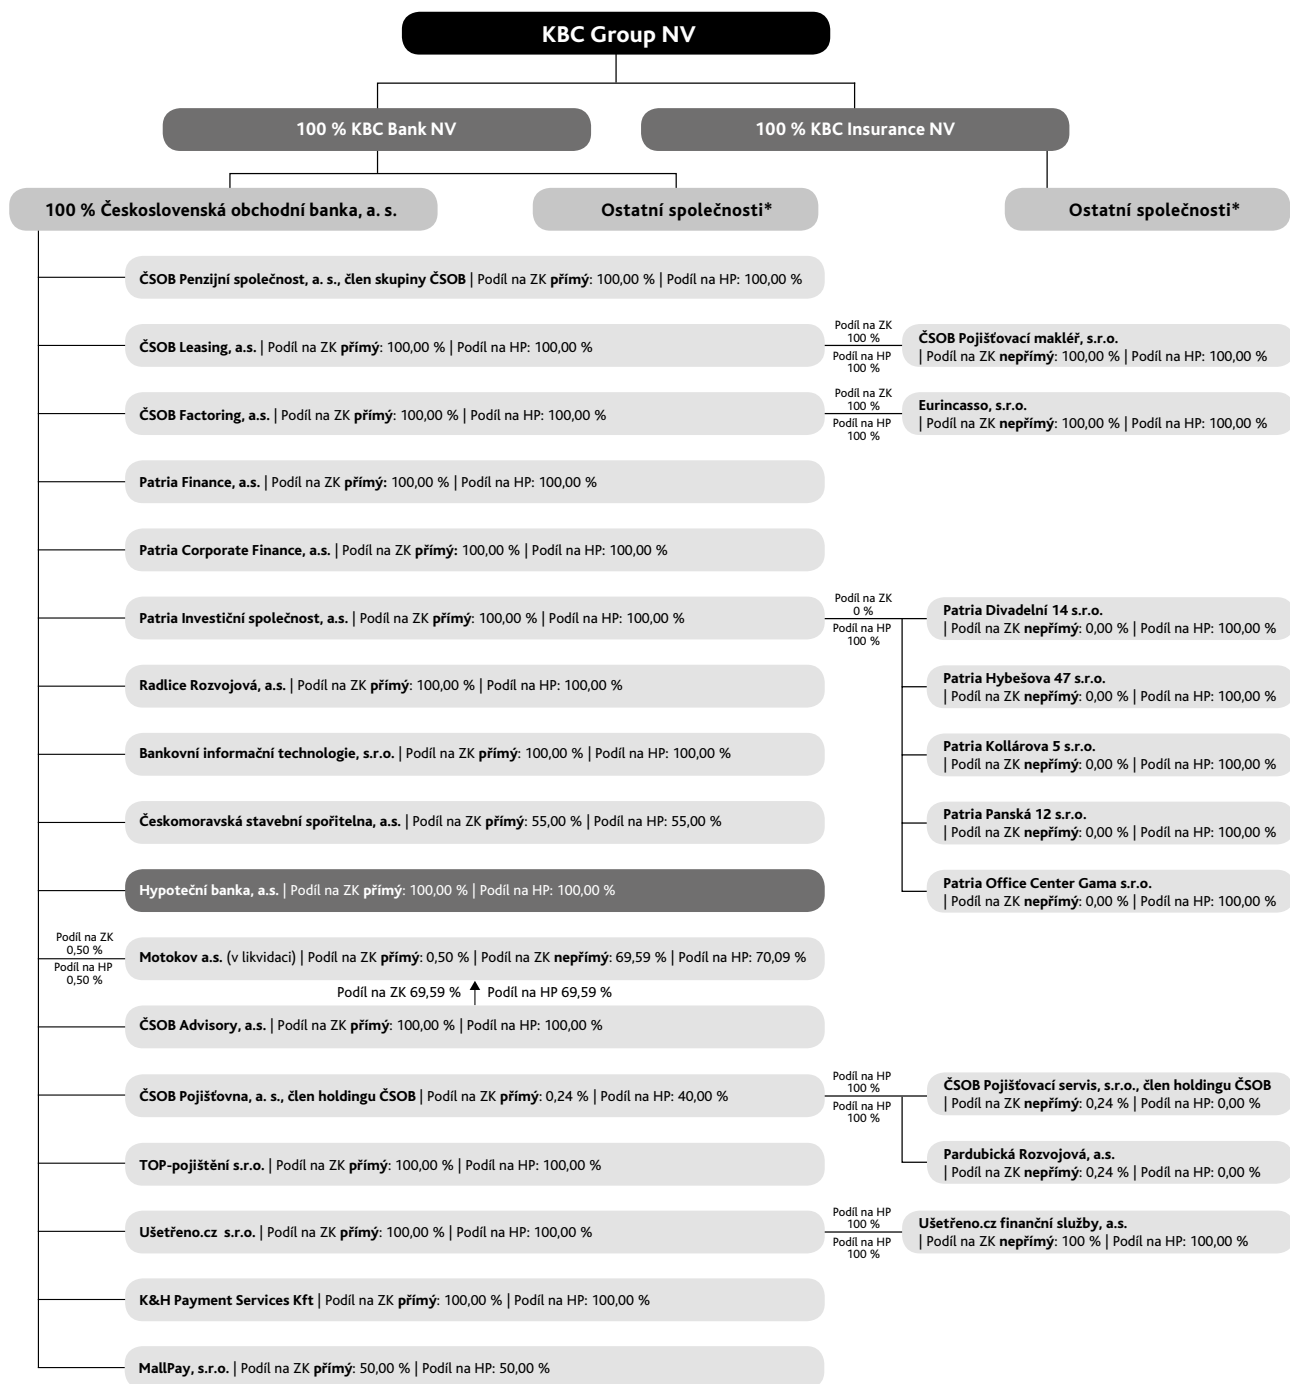 KBC Group NV
100 % KBC Bank NV
100 % KBC Insurance NV
100 % Československá obchodní banka, a. s.
Ostatní společnosti*
Ostatní společnosti*
ČSOB Penzijní společnost, a. s., člen skupiny ČSOB | Podíl na ZK přímý: 100,00 % | Podíl na HP: 100,00 %
ČSOB Leasing, a.s. | Podíl na ZK přímý: 100,00 % | Podíl na HP: 100,00 %
Podíl na ZK
100 %
Podíl na HP
100 %
ČSOB Pojišťovací makléř, s.r.o.
| Podíl na ZK nepřímý: 100,00 % | Podíl na HP: 100,00 %
ČSOB Factoring, a.s. | Podíl na ZK přímý: 100,00 % | Podíl na HP: 100,00 %
Podíl na ZK
100 %
Podíl na HP
100 %
Eurincasso, s.r.o.
| Podíl na ZK nepřímý: 100,00 % | Podíl na HP: 100,00 %
Patria Finance, a.s. | Podíl na ZK přímý: 100,00 % | Podíl na HP: 100,00 %
Patria Corporate Finance, a.s. | Podíl na ZK přímý: 100,00 % | Podíl na HP: 100,00 %
Patria Investiční společnost, a.s. | Podíl na ZK přímý: 100,00 % | Podíl na HP: 100,00 %
Podíl na ZK
0 %
Podíl na HP
100 %
Patria Divadelní 14 s.r.o.
| Podíl na ZK nepřímý: 0,00 % | Podíl na HP: 100,00 %
Radlice Rozvojová, a.s. | Podíl na ZK přímý: 100,00 % | Podíl na HP: 100,00 %
Patria Hybešova 47 s.r.o.
| Podíl na ZK nepřímý: 0,00 % | Podíl na HP: 100,00 %
Bankovní informační technologie, s.r.o. | Podíl na ZK přímý: 100,00 % | Podíl na HP: 100,00 %
Patria Kollárova 5 s.r.o.
| Podíl na ZK nepřímý: 0,00 % | Podíl na HP: 100,00 %
Českomoravská stavební spořitelna, a.s. | Podíl na ZK přímý: 55,00 % | Podíl na HP: 55,00 %
Patria Panská 12 s.r.o.
| Podíl na ZK nepřímý: 0,00 % | Podíl na HP: 100,00 %
Hypoteční banka, a.s. | Podíl na ZK přímý: 100,00 % | Podíl na HP: 100,00 %
Patria Office Center Gama s.r.o.
| Podíl na ZK nepřímý: 0,00 % | Podíl na HP: 100,00 %
Podíl na ZK
0,50 %
Podíl na HP
0,50 %
Motokov a.s. (v likvidaci) | Podíl na ZK přímý: 0,50 % | Podíl na ZK nepřímý: 69,59 % | Podíl na HP: 70,09 %
Podíl na ZK 69,59 % Podíl na HP 69,59 %
ČSOB Advisory, a.s. | Podíl na ZK přímý: 100,00 % | Podíl na HP: 100,00 %
ČSOB Pojišťovna, a. s., člen holdingu ČSOB | Podíl na ZK přímý: 0,24 % | Podíl na HP: 40,00 %
Podíl na HP
100 %
Podíl na HP
100 %
ČSOB Pojišťovací servis, s.r.o., člen holdingu ČSOB
| Podíl na ZK nepřímý: 0,24 % | Podíl na HP: 0,00 %
TOP-pojištění s.r.o. | Podíl na ZK přímý: 100,00 % | Podíl na HP: 100,00 %
Pardubická Rozvojová, a.s.
| Podíl na ZK nepřímý: 0,24 % | Podíl na HP: 0,00 %
Ušetřeno.cz s.r.o. | Podíl na ZK přímý: 100,00 % | Podíl na HP: 100,00 %
Podíl na HP
100 %
Podíl na HP
100 %
Ušetřeno.cz finanční služby, a.s.
| Podíl na ZK nepřímý: 100 % | Podíl na HP: 100,00 %
K&H Payment Services Kft | Podíl na ZK přímý: 100,00 % | Podíl na HP: 100,00 %
MallPay, s.r.o. | Podíl na ZK přímý: 50,00 % | Podíl na HP: 50,00 %